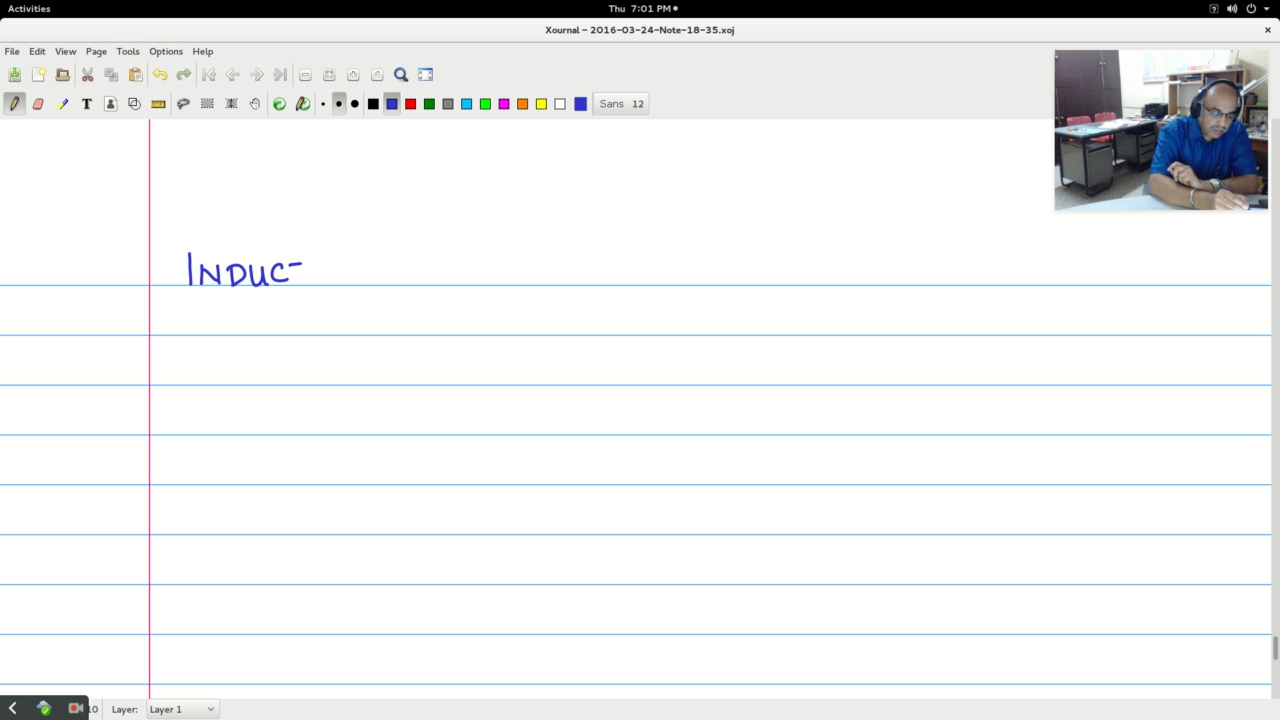 Activities
Thu 7:01 PM
Xournal – 2016-03-24-Note-18-35.xoj
File Edit View Page Tools Options Help
Sans 12
INDUC
10 Layer: Layer 1